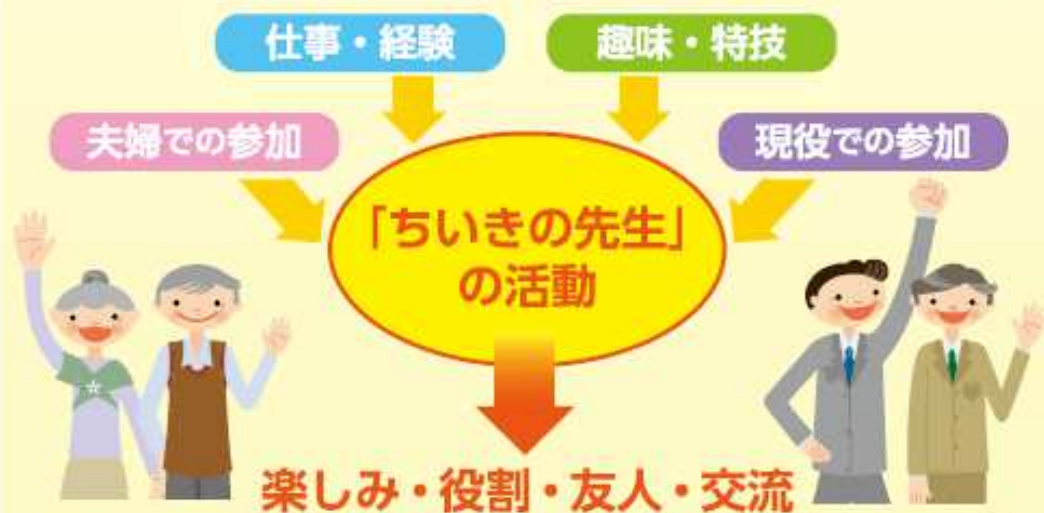 仕事・経験
趣味・特技
夫婦での参加
現役での参加
「ちいきの先生」
の活動
楽しみ・役割・友人・交流